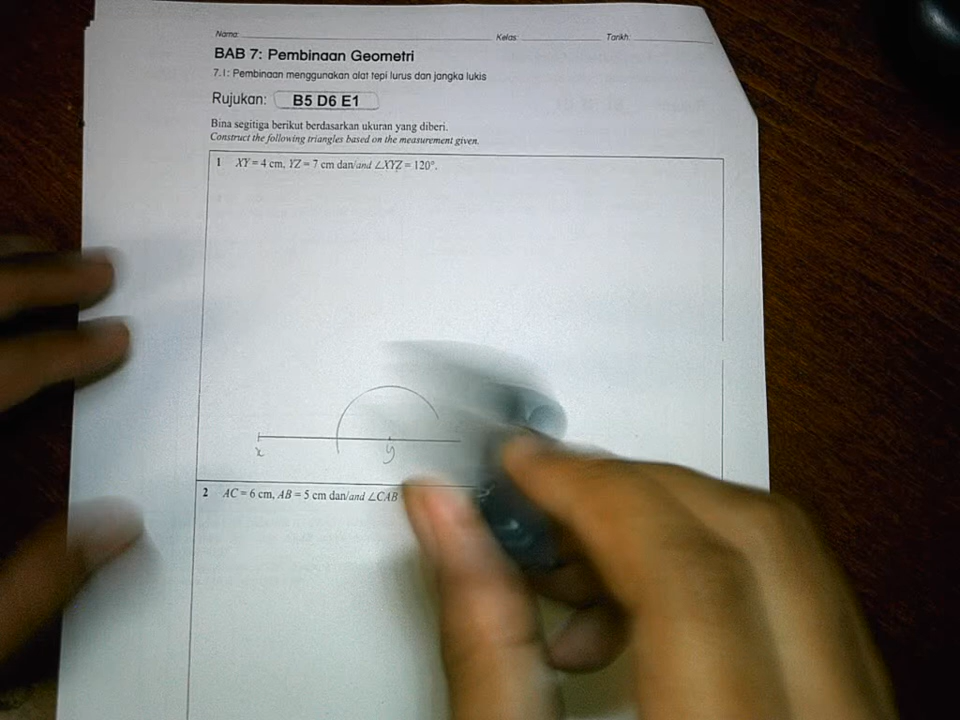 Nama: Kelas: Tarikh:
BAB 7: Pembinaan Geometri
7.1: Pembinaan menggunakan alat tepi lurus dan jangka lukis
Rujukan: B5 D6 E1
Bina segitiga berikut berdasarkan ukuran yang diberi.
Construct the following triangles based on the measurement given.
1 XY = 4 cm, YZ = 7 cm dan/and ∠XYZ = 120°.
x y
2 AC = 6 cm, AB = 5 cm dan/and ∠CAB